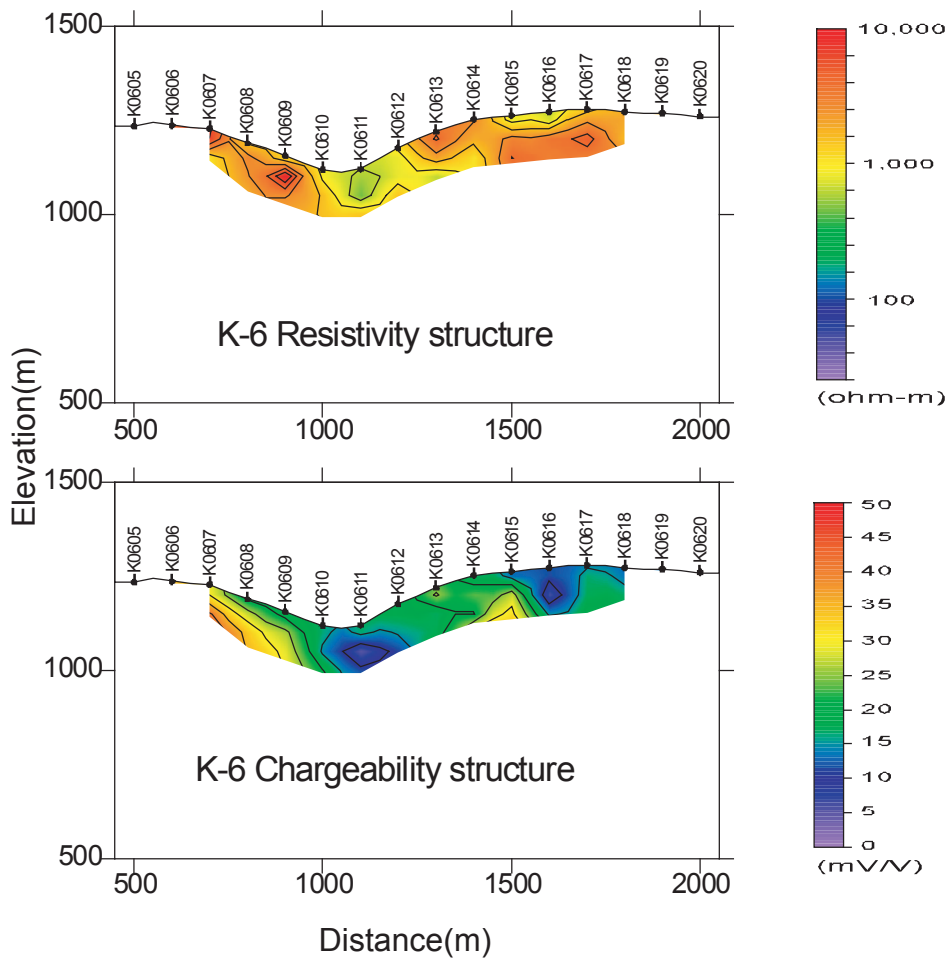 1500
1000
500
K0605
K0606
K0607
K0608
K0609
K0610
K0611
K0612
K0613
K0614
K0615
K0616
K0617
K0618
K0619
K0620
K-6 Resistivity structure
500
1000
1500
2000
10,000
1,000
100
(ohm-m)
Elevation(m)
1500
1000
500
K0605
K0606
K0607
K0608
K0609
K0610
K0611
K0612
K0613
K0614
K0615
K0616
K0617
K0618
K0619
K0620
K-6 Chargeability structure
500
1000
1500
2000
50
45
40
35
30
25
20
15
10
5
0
(mV/V)
Distance(m)